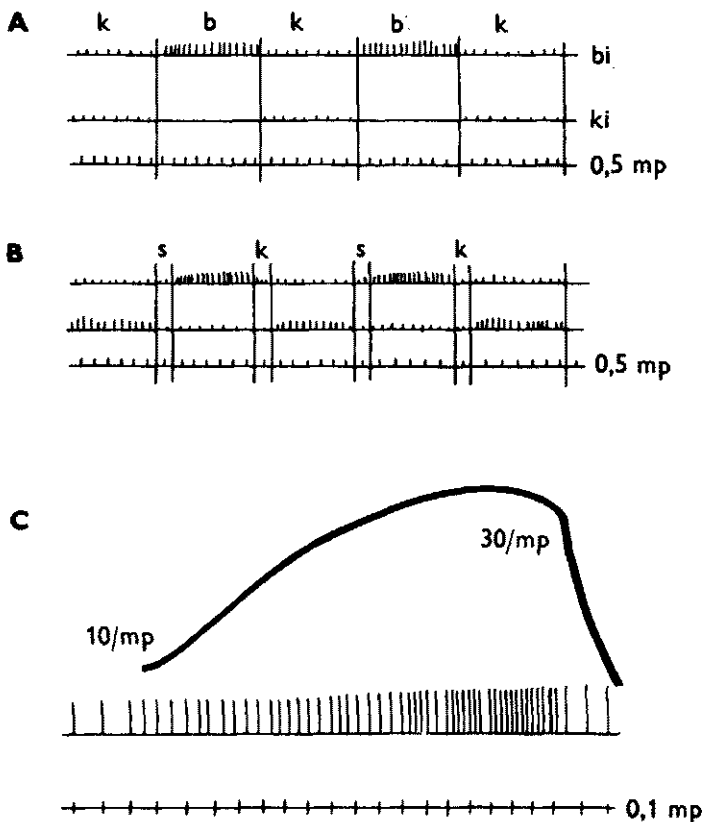 A
k b k b k
bi
ki
0,5 mp
B
s k s k
0,5 mp
C
30/mp
10/mp
0,1 mp